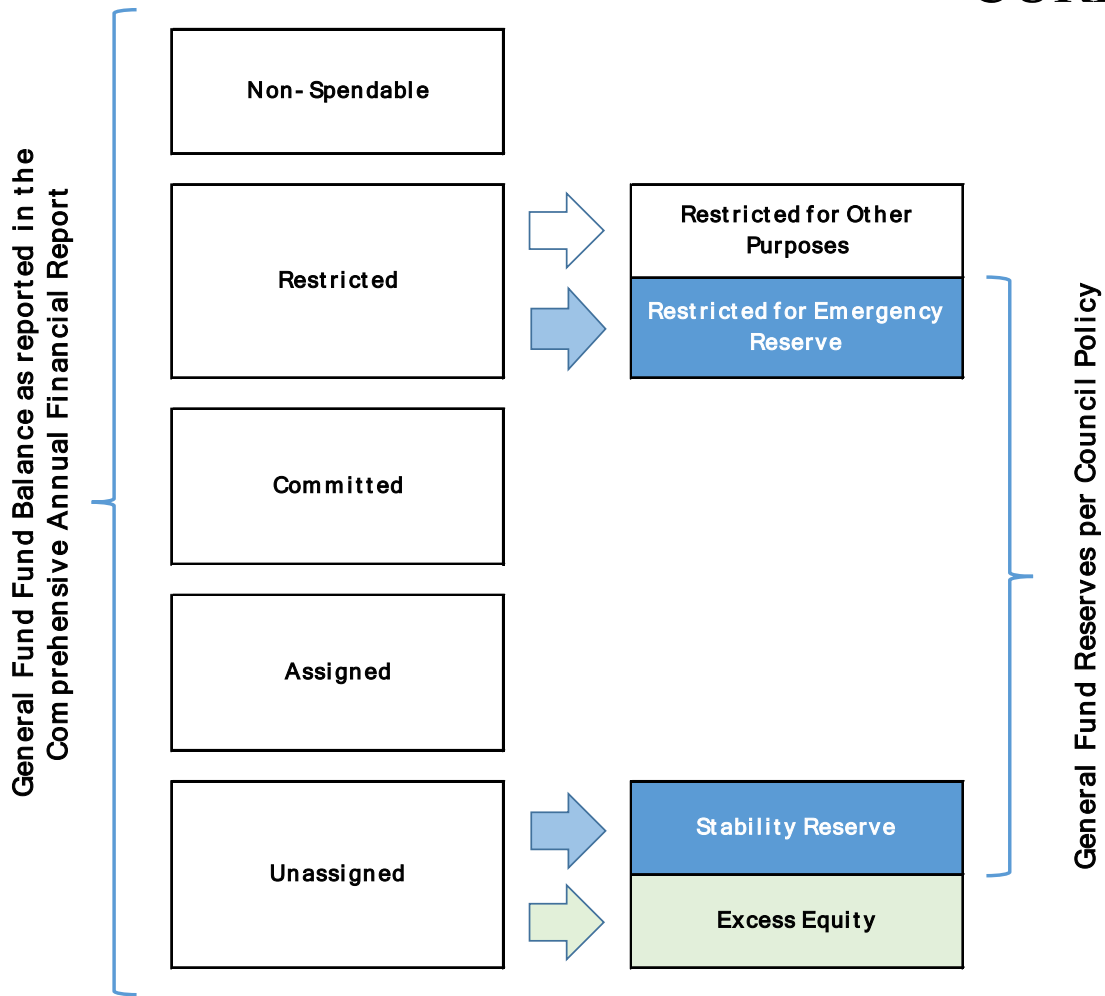 General Fund Fund Balance as reported in the
Comprehensive Annual Financial Report
Non-Spendable
Restricted
Restricted for Other
Purposes
Restricted for Emergency
Reserve
Committed
Assigned
Unassigned
Stability Reserve
Excess Equity
General Fund Reserves per Council Policy